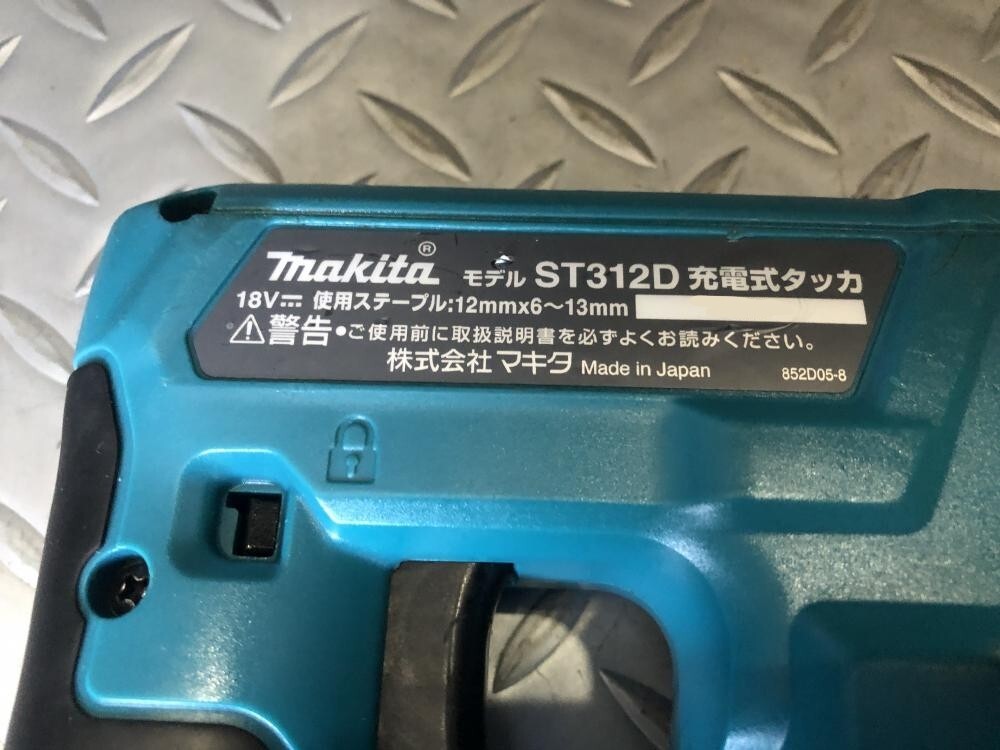 makita® モデル ST312D 充電式タッカ
18V⎓ 使用ステープル:12mmx6～13mm
⚠警告●ご使用前に取扱説明書を必ずよくお読みください。
株式会社 マキタ Made in Japan 852D05-8